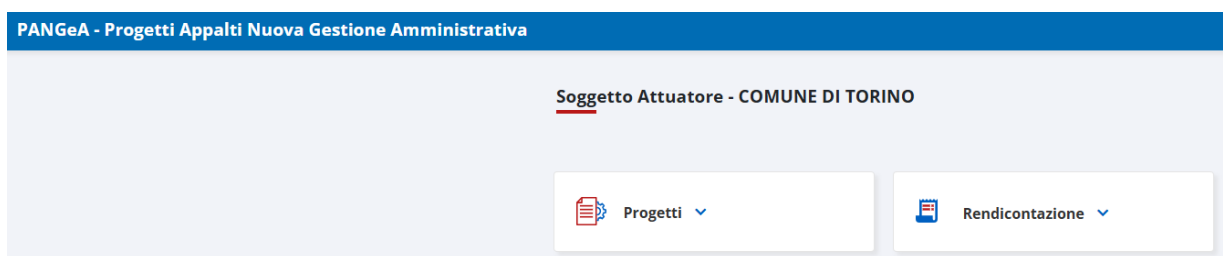 PANGeA - Progetti Appalti Nuova Gestione Amministrativa
Soggetto Attuatore - COMUNE DI TORINO
Progetti
Rendicontazione